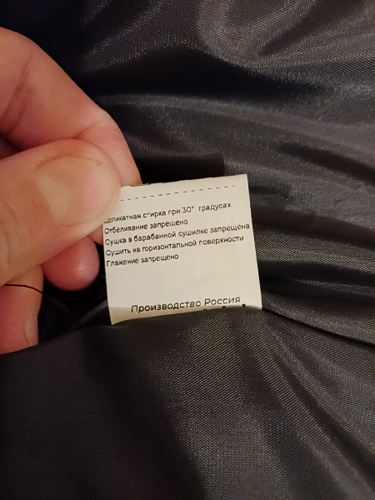 Деликатная стирка при 30° градусах
Отбеливание запрещено
Сушка в барабанной сушилке запрещена
Сушить на горизонтальной поверхности
Глажение запрещено
Производство Россия